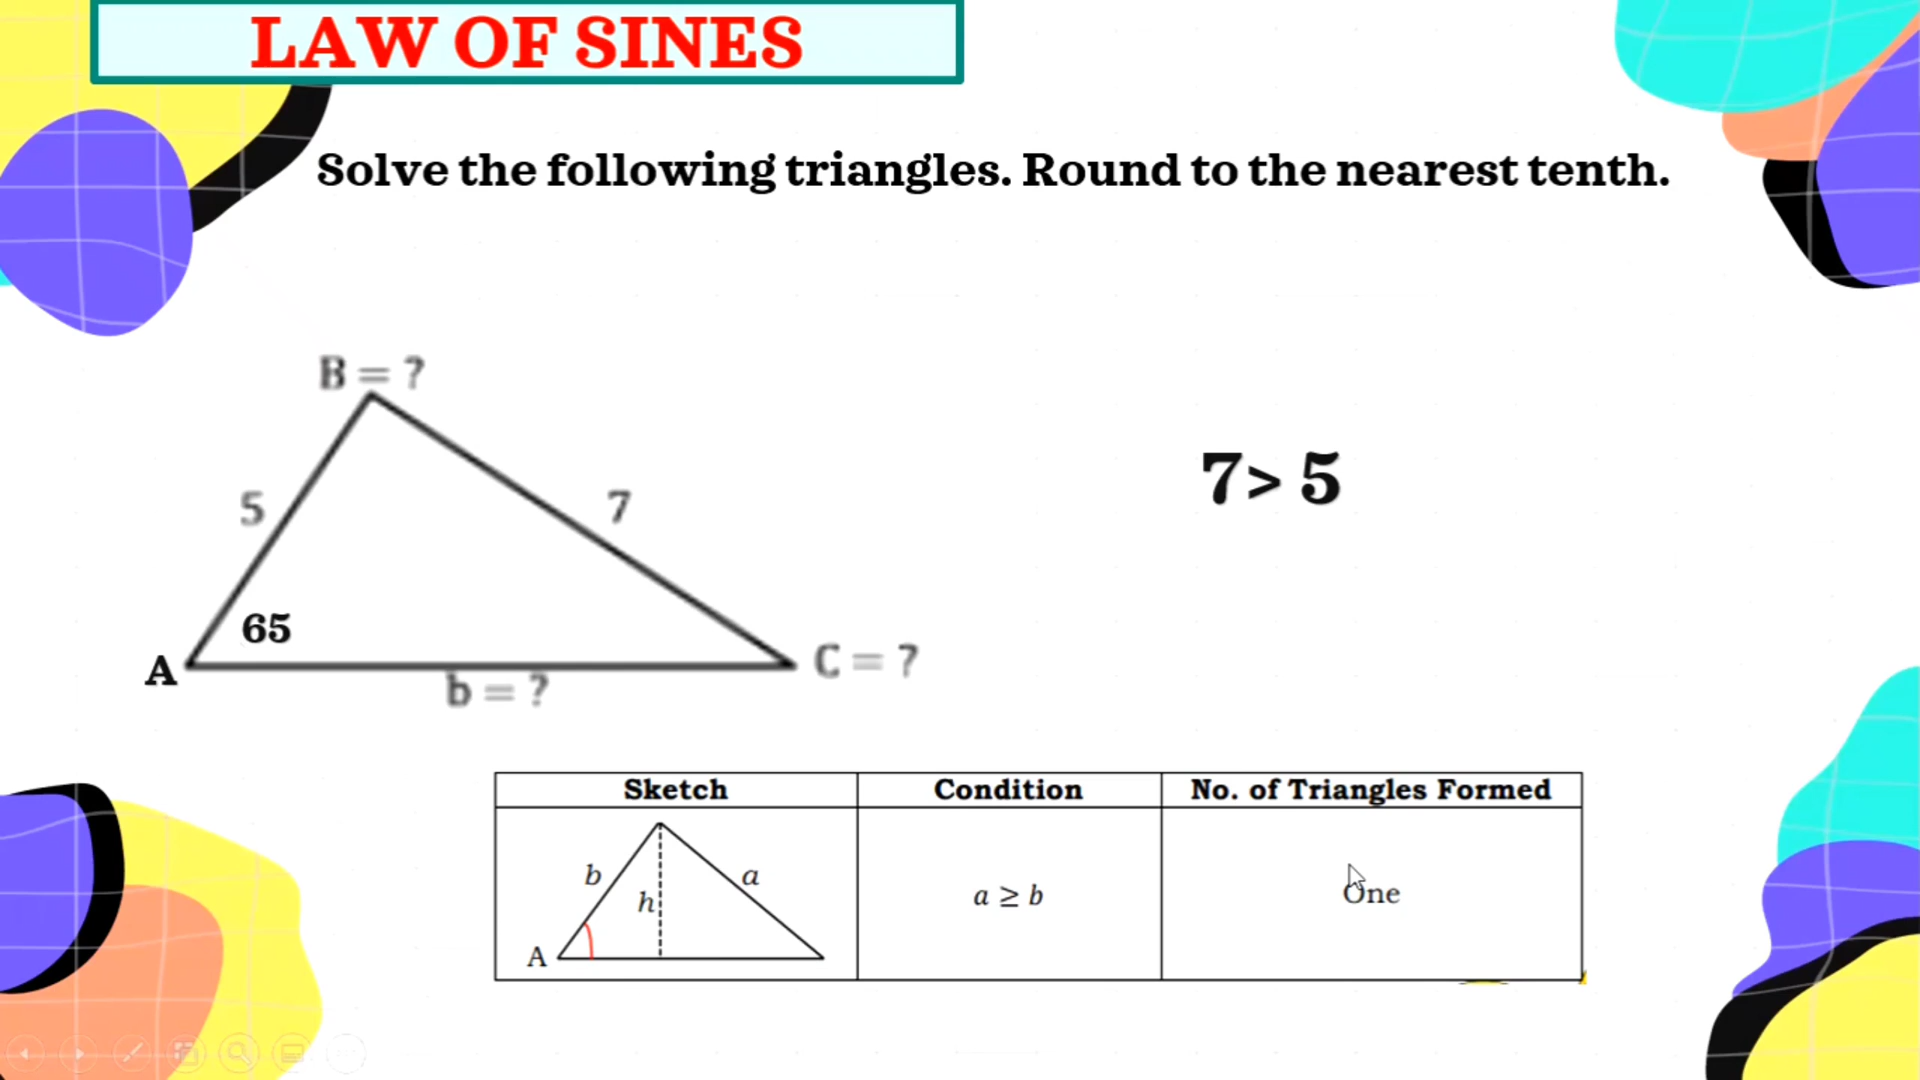 LAW OF SINES
Solve the following triangles. Round to the nearest tenth.
B = ?
5
7
7> 5
65
A
C = ?
b = ?
Sketch
Condition
No. of Triangles Formed
b
a
h
A
a ≥ b
One